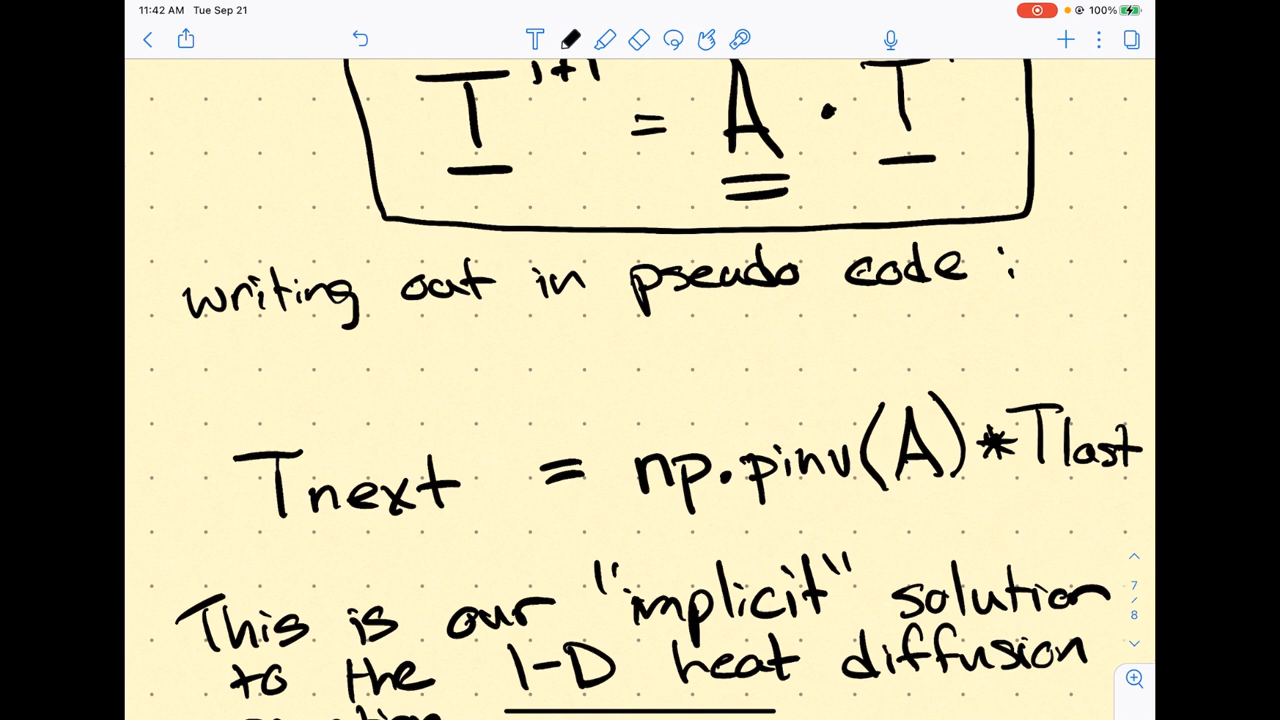 11:42 AM Tue Sep 21
100%
T = A · T
writing out in pseudo code :
Tnext = np.pinv(A)*Tlast
This is our "implicit" solution
to the 1-D heat diffusion
7
/
8